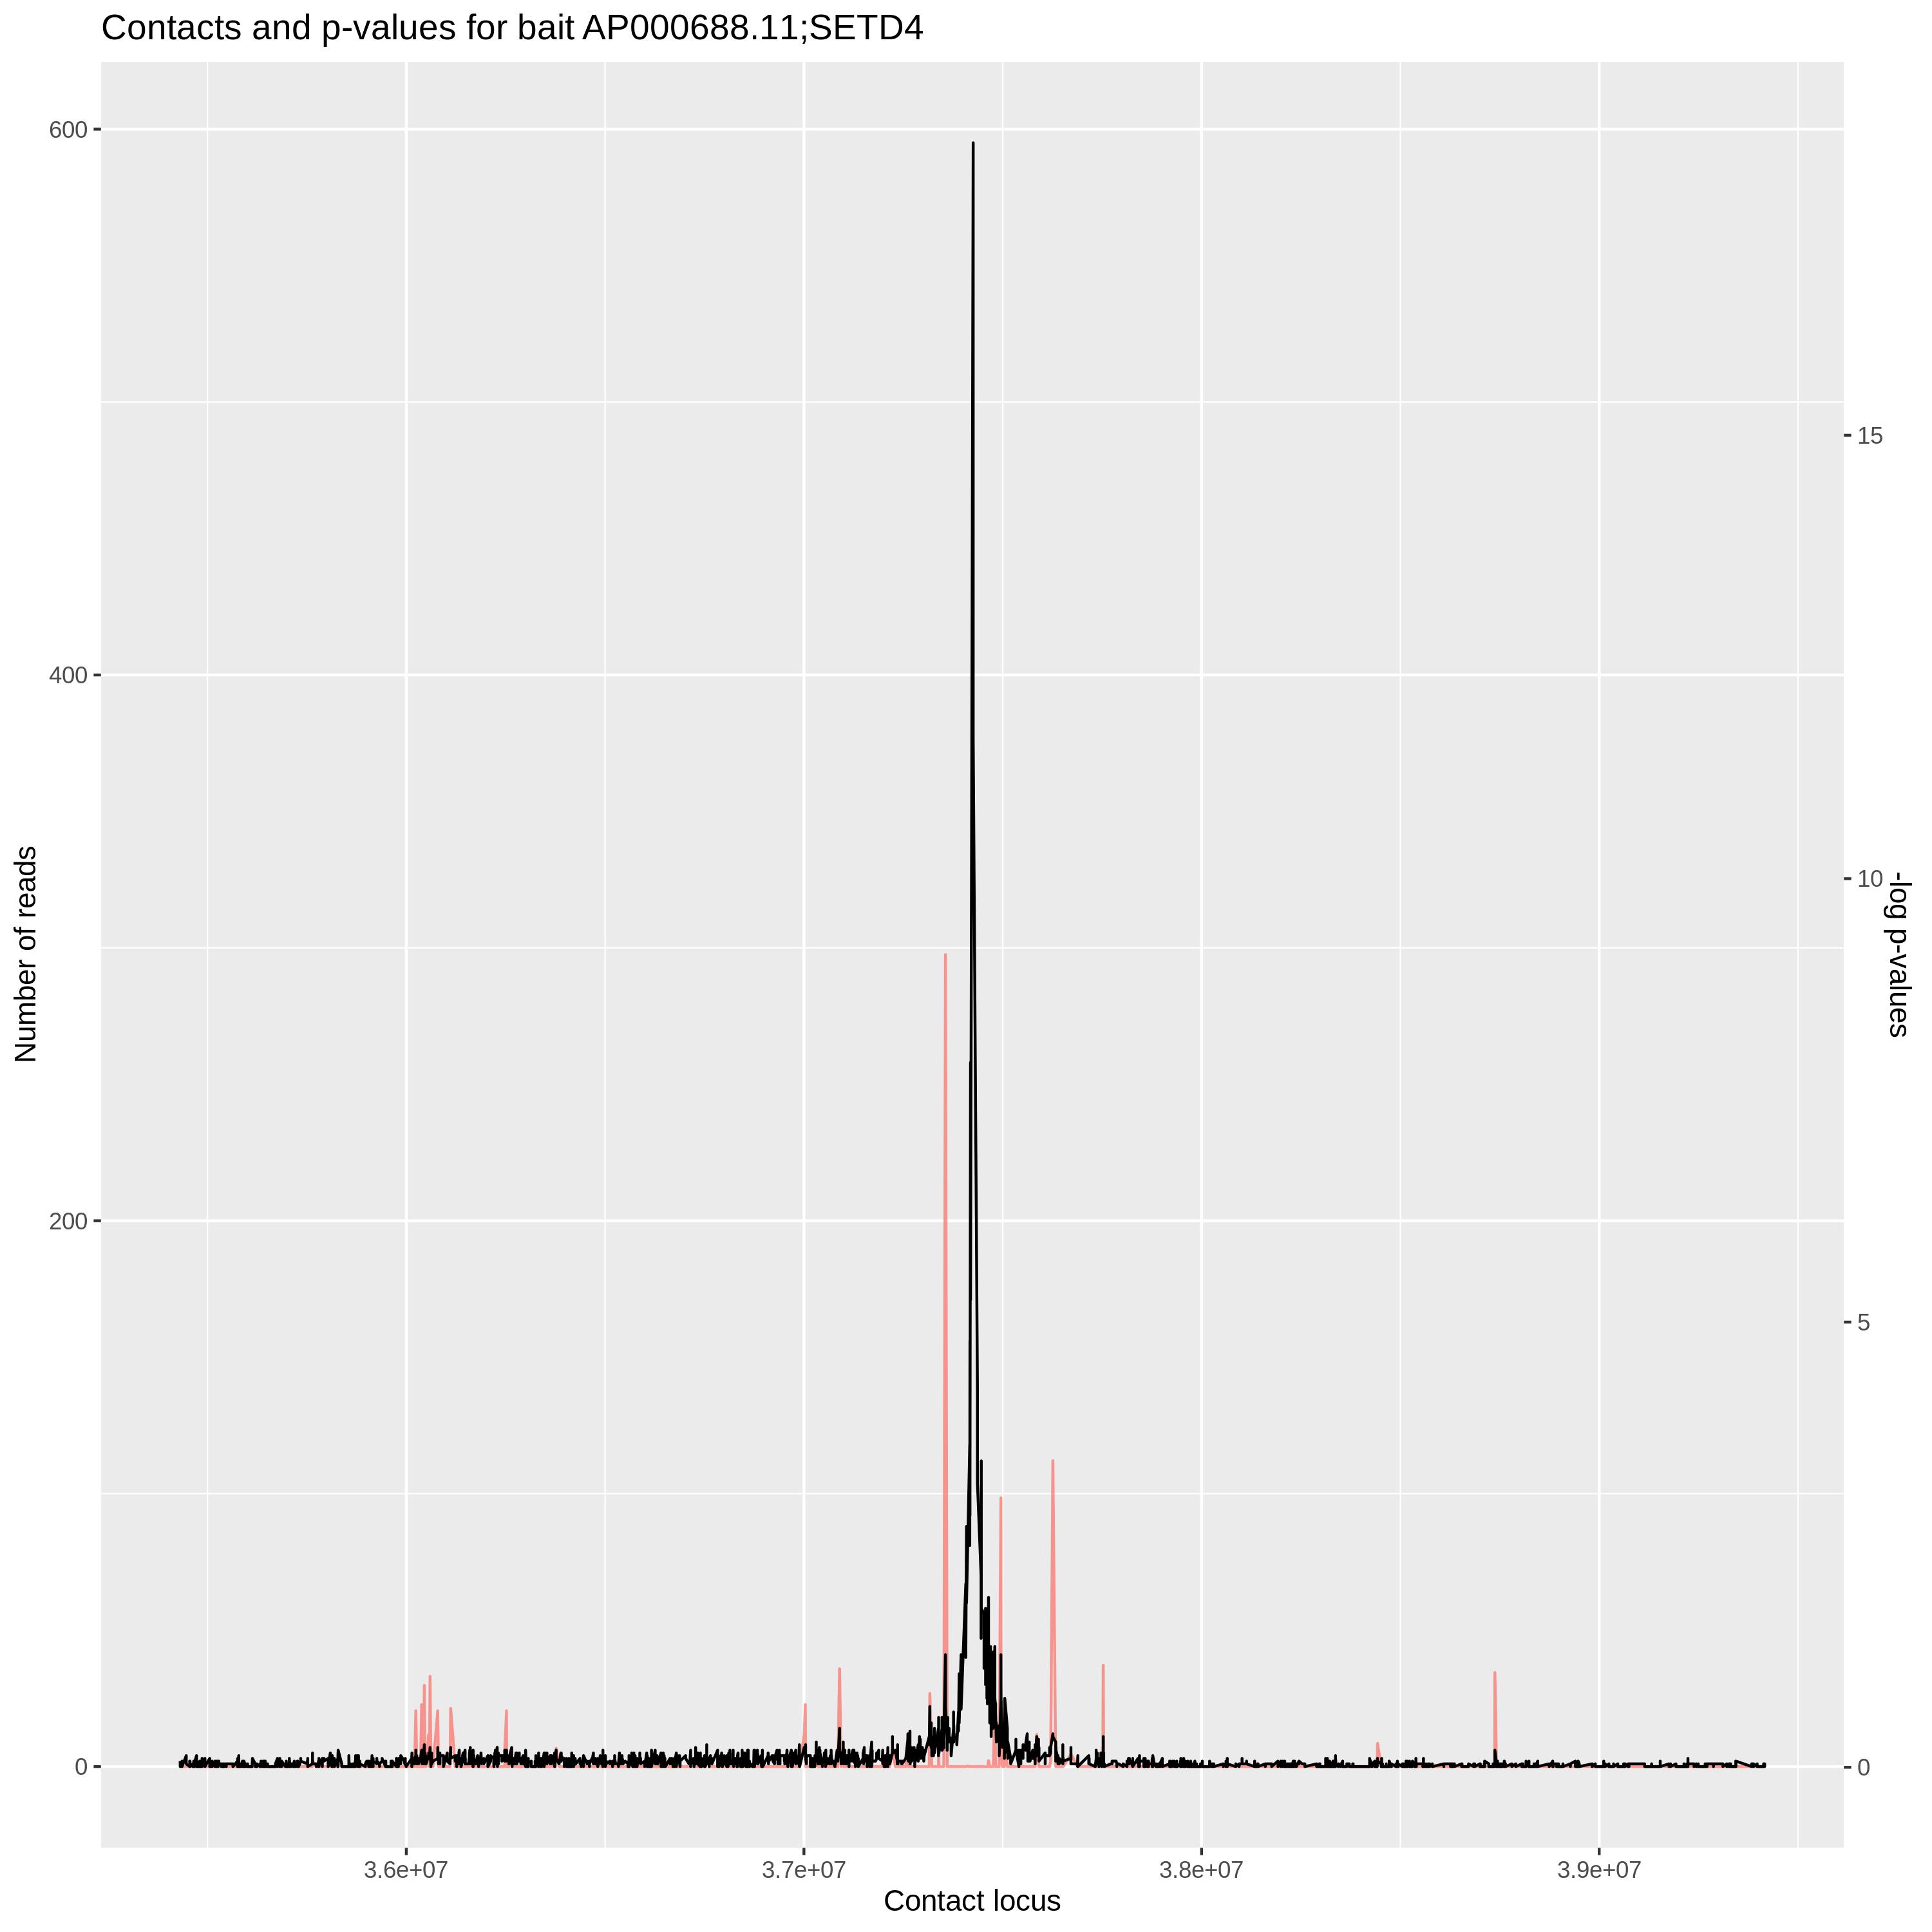 Contacts and p-values for bait AP000688.11;SETD4
600
400
200
0
Number of reads
15
10
5
0
-log p-values
3.6e+07
3.7e+07
3.8e+07
3.9e+07
Contact locus